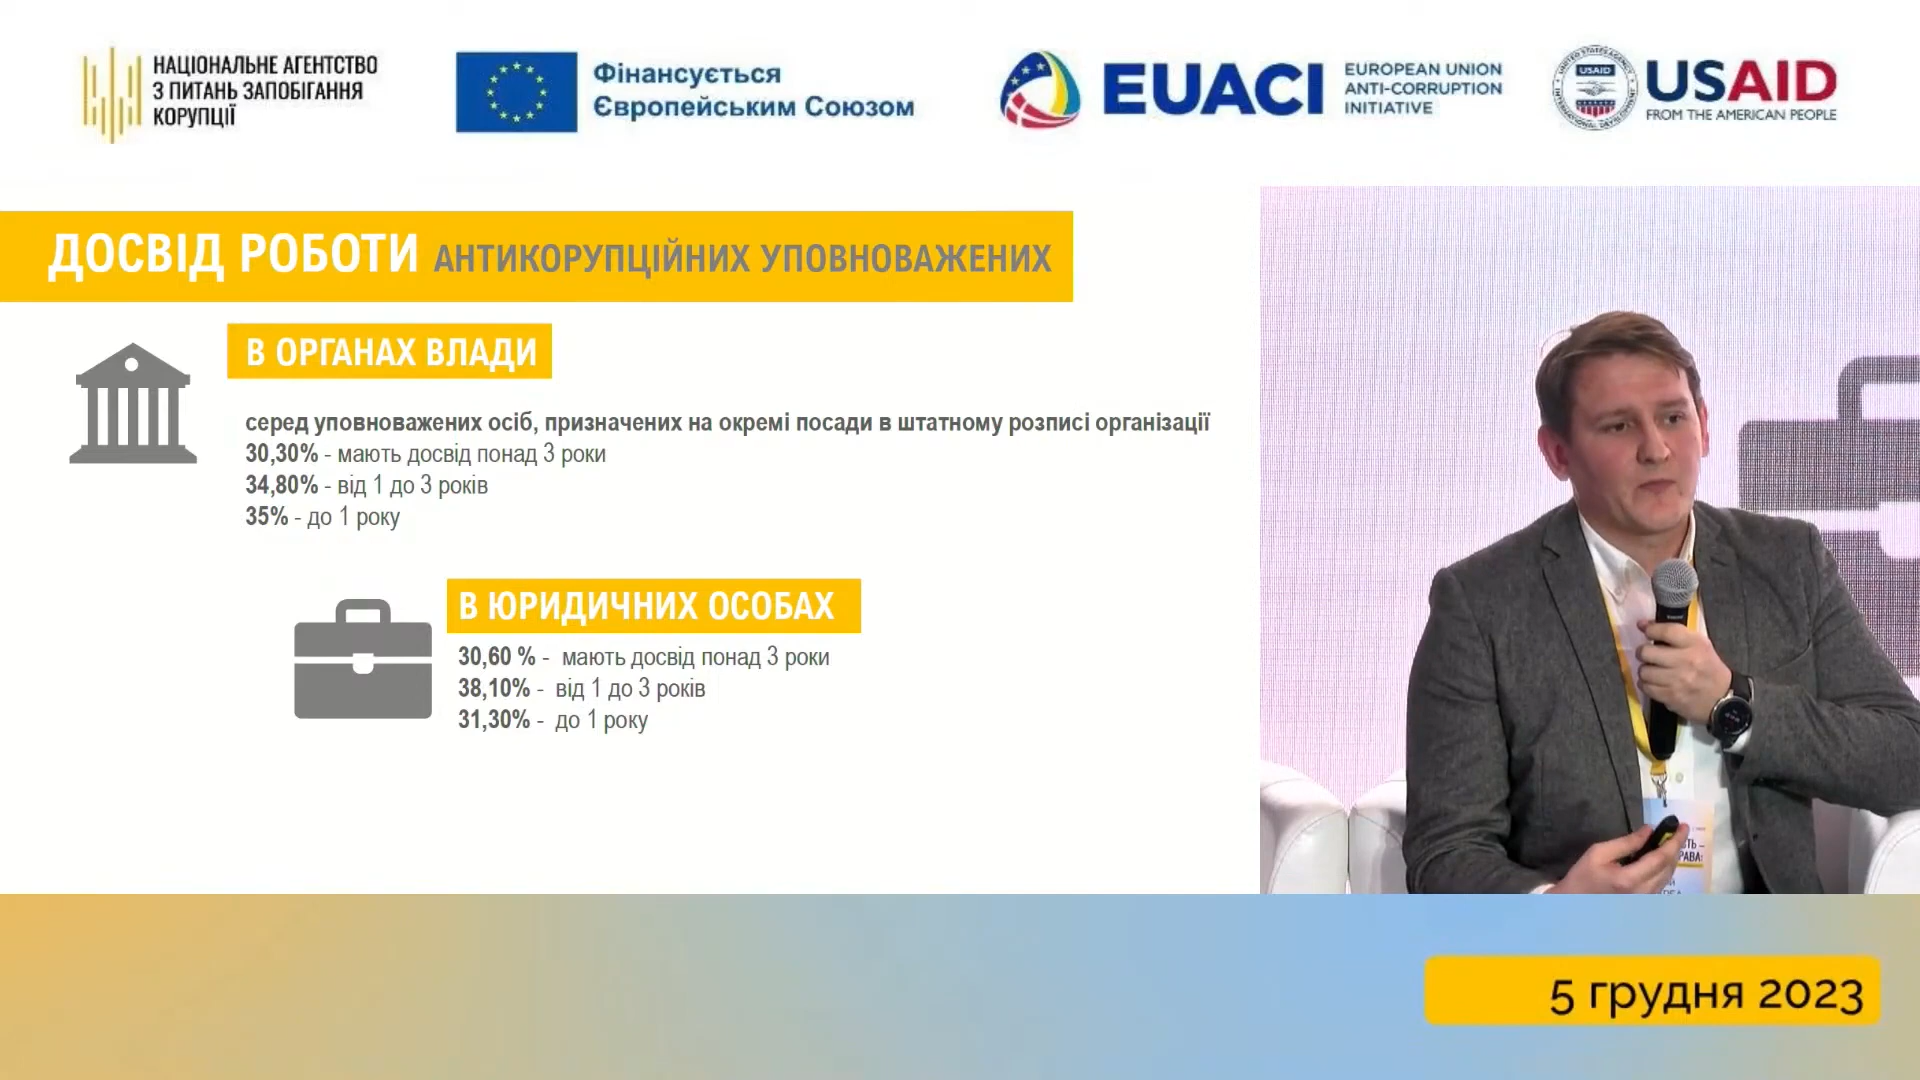 НАЦІОНАЛЬНЕ АГЕНТСТВО
З ПИТАНЬ ЗАПОБІГАННЯ
КОРУПЦІЇ
Фінансується
Європейським Союзом
EUACI
EUROPEAN UNION
ANTI-CORRUPTION
INITIATIVE
USAID
USAID
FROM THE AMERICAN PEOPLE
ДОСВІД РОБОТИ АНТИКОРУПЦІЙНИХ УПОВНОВАЖЕНИХ
В ОРГАНАХ ВЛАДИ
серед уповноважених осіб, призначених на окремі посади в штатному розписі організації
30,30% - мають досвід понад 3 роки
34,80% - від 1 до 3 років
35% - до 1 року
В ЮРИДИЧНИХ ОСОБАХ
30,60 % - мають досвід понад 3 роки
38,10% - від 1 до 3 років
31,30% - до 1 року
5 грудня 2023